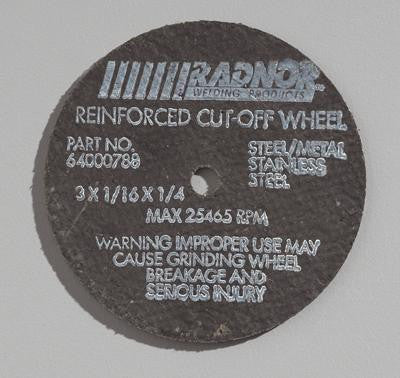 RADNOR
WELDING PRODUCTS
REINFORCED CUT-OFF WHEEL
PART NO.
64000788
STEEL/METAL
STAINLESS
STEEL
3 X 1/16 X 1/4
MAX 25465 RPM
WARNING IMPROPER USE MAY
CAUSE GRINDING WHEEL
BREAKAGE AND
SERIOUS INJURY